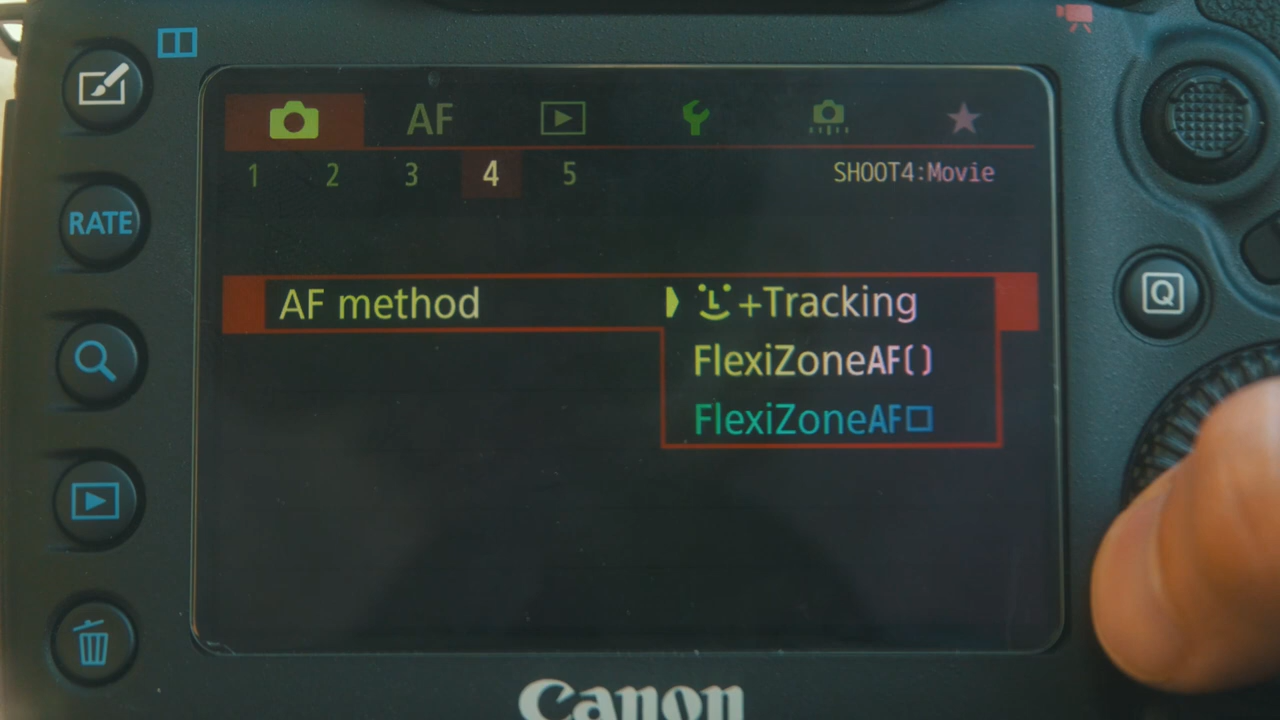 AF
1 2 3 4 5 SHOOT4:Movie
RATE
AF method +Tracking
FlexiZoneAF()
FlexiZoneAF□
Q
Canon